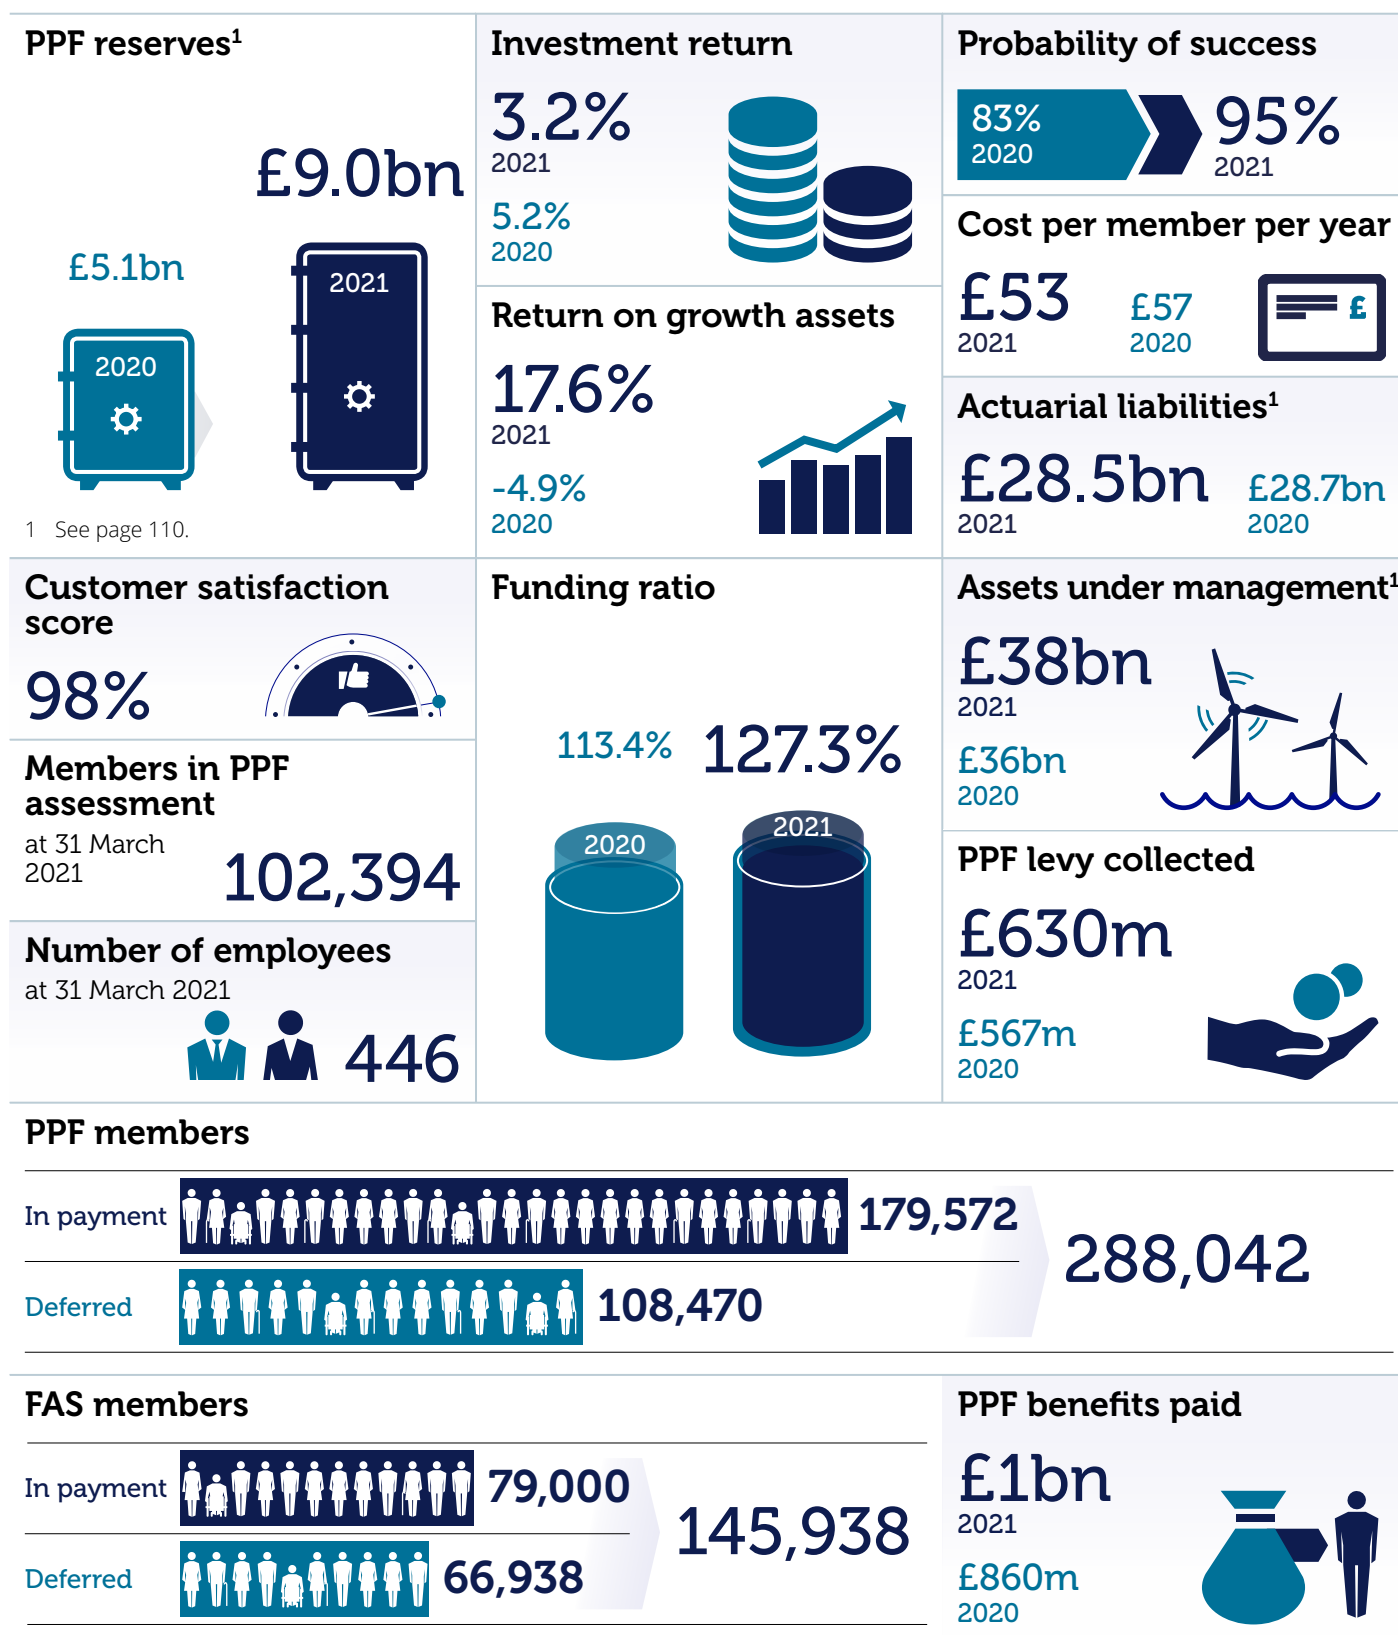 PPF reserves¹
£9.0bn
£5.1bn
2021
2020
1 See page 110.
Investment return
3.2%
2021
5.2%
2020
Return on growth assets
17.6%
2021
-4.9%
2020
Probability of success
83%
2020
95%
2021
Cost per member per year
£53
2021
£57
2020
£
Actuarial liabilities¹
£28.5bn
2021
£28.7bn
2020
Customer satisfaction
score
98%
Members in PPF
assessment
at 31 March
2021
102,394
Number of employees
at 31 March 2021
446
Funding ratio
113.4%
127.3%
2020
2021
Assets under management¹
£38bn
2021
£36bn
2020
PPF levy collected
£630m
2021
£567m
2020
PPF members
In payment
179,572
Deferred
108,470
288,042
FAS members
In payment
79,000
Deferred
66,938
145,938
PPF benefits paid
£1bn
2021
£860m
2020